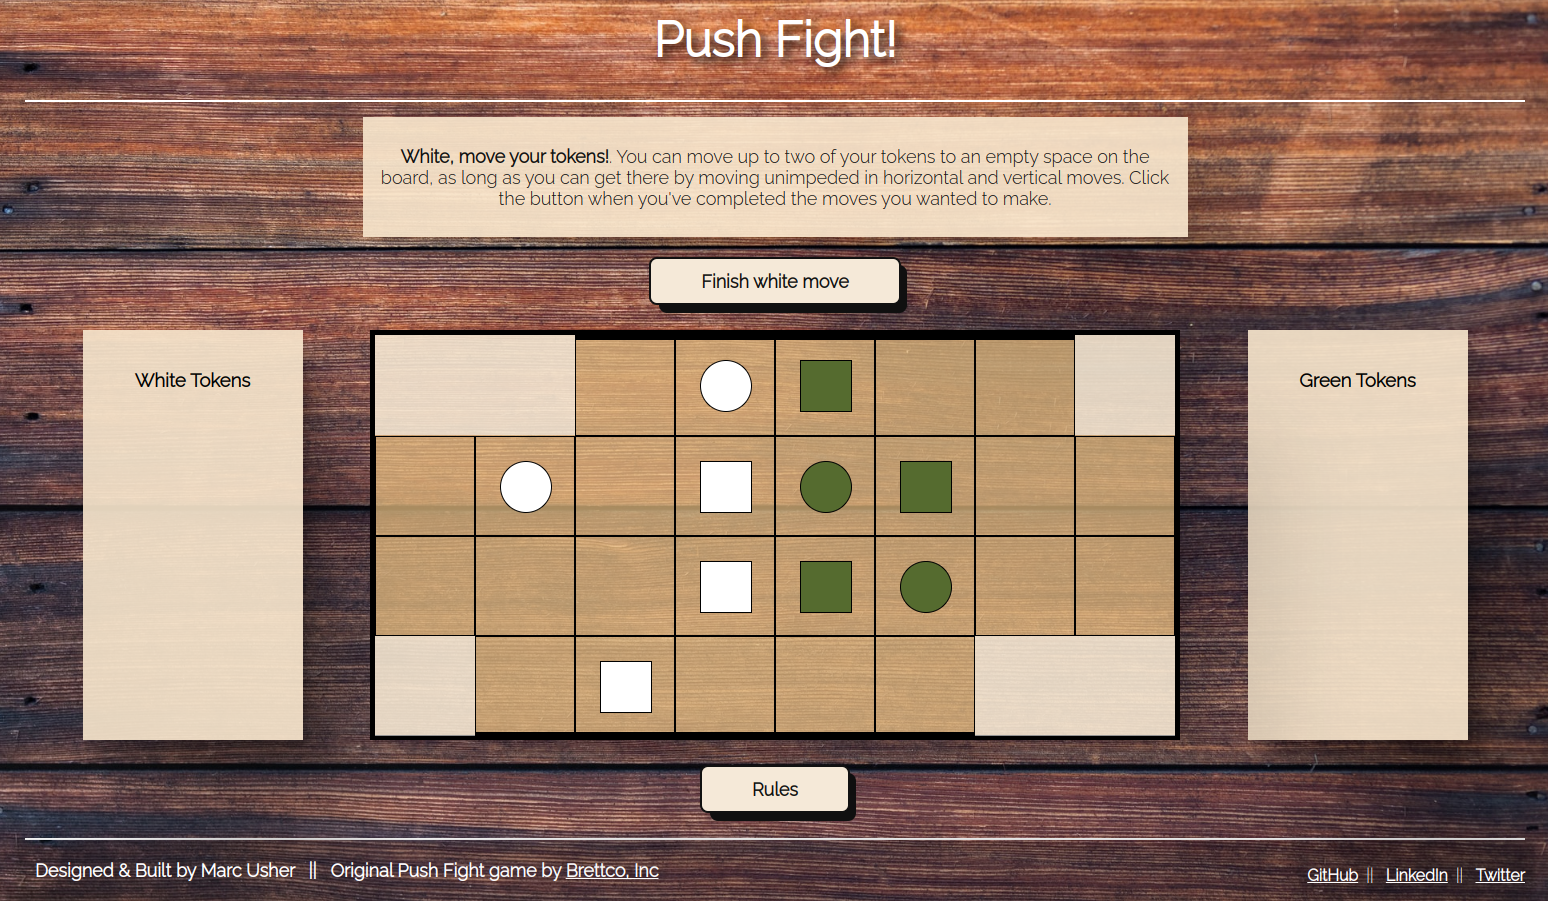 Push Fight!
White, move your tokens!. You can move up to two of your tokens to an empty space on the
board, as long as you can get there by moving unimpeded in horizontal and vertical moves. Click
the button when you've completed the moves you wanted to make.
Finish white move
White Tokens
Green Tokens
Rules
Designed & Built by Marc Usher || Original Push Fight game by Brettco, Inc
GitHub || LinkedIn || Twitter